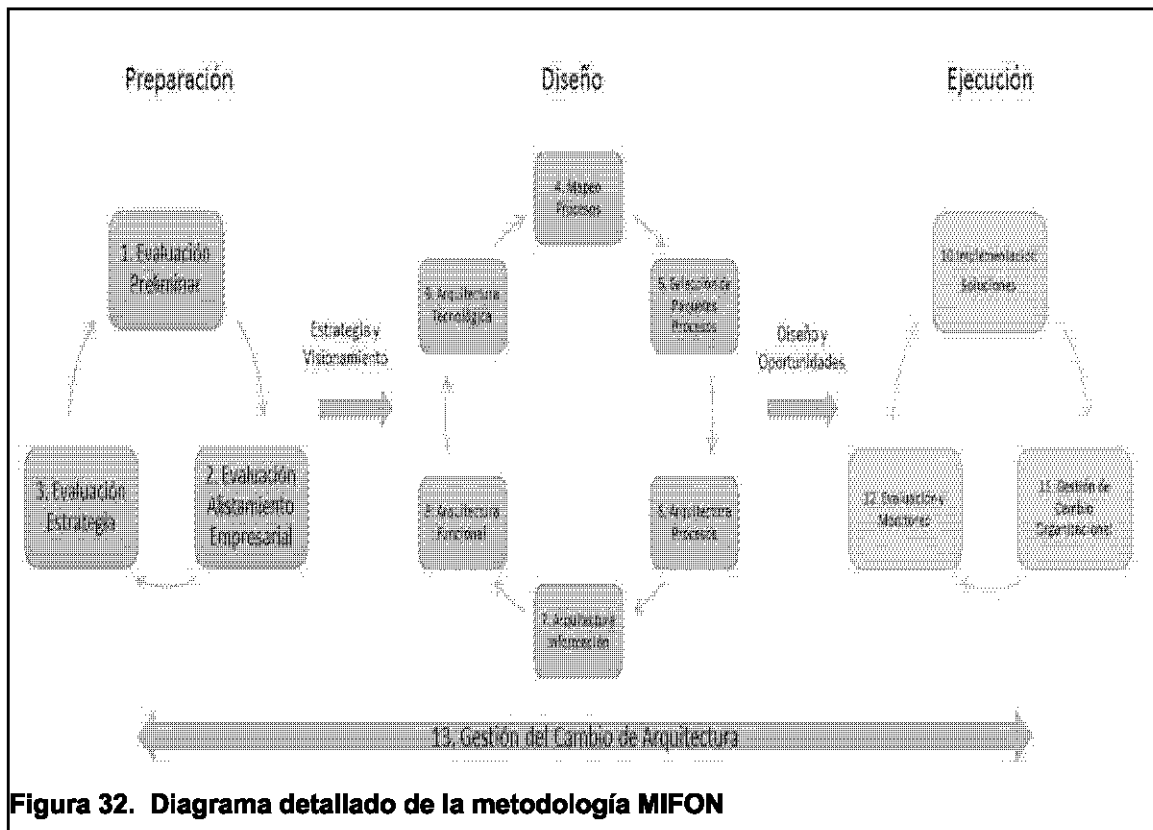 Preparación
Diseño
Ejecución
1. Evaluación
Preliminar
2. Evaluación
Alistamiento
Empresarial
3. Evaluación
Estrategia
Estrategia y
Visionamiento
4. Mapeo
Procesos
5. Selección de
Paquetes
Procesos
6. Arquitectura
Procesos
7. Arquitectura
Información
8. Arquitectura
Funcional
9. Arquitectura
Tecnológica
Diseño y
Oportunidades
10 Implementación
Soluciones
11. Gestión de
Cambio
Organizacional
12. Evaluación y
Monitoreo
13. Gestión del Cambio de Arquitectura
Figura 32. Diagrama detallado de la metodología MIFON